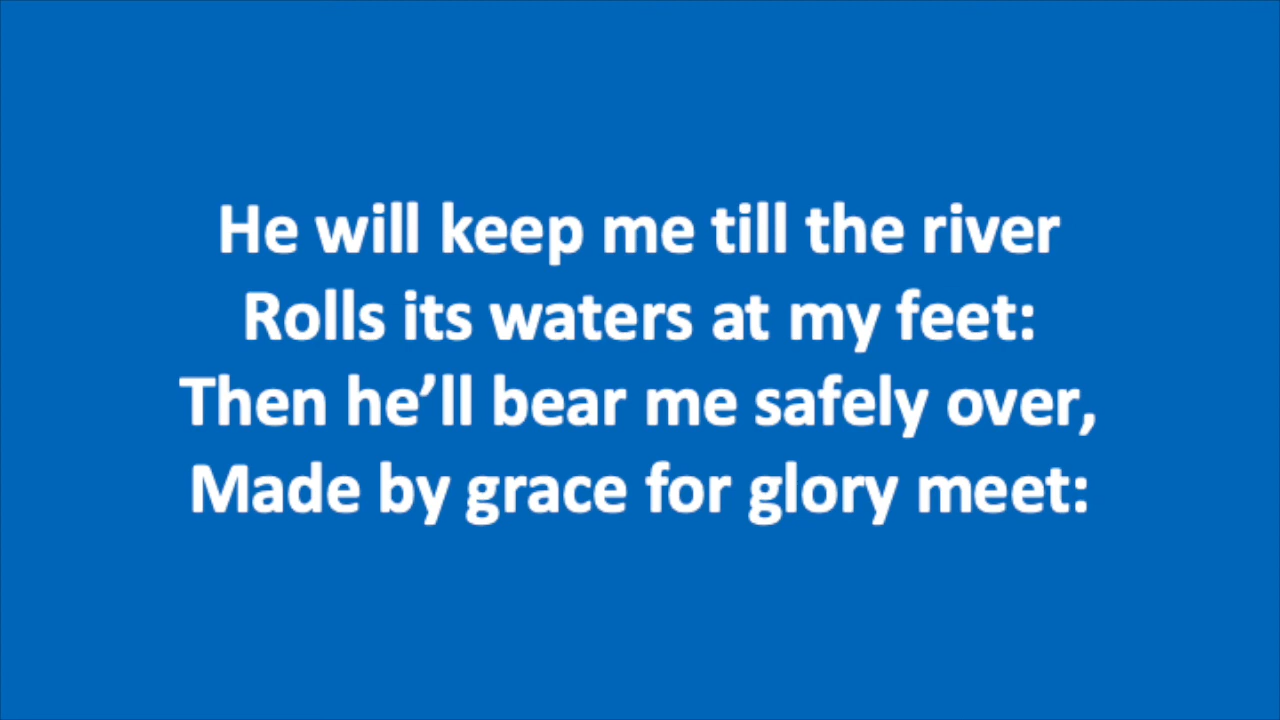 He will keep me till the river
Rolls its waters at my feet:
Then he’ll bear me safely over,
Made by grace for glory meet: